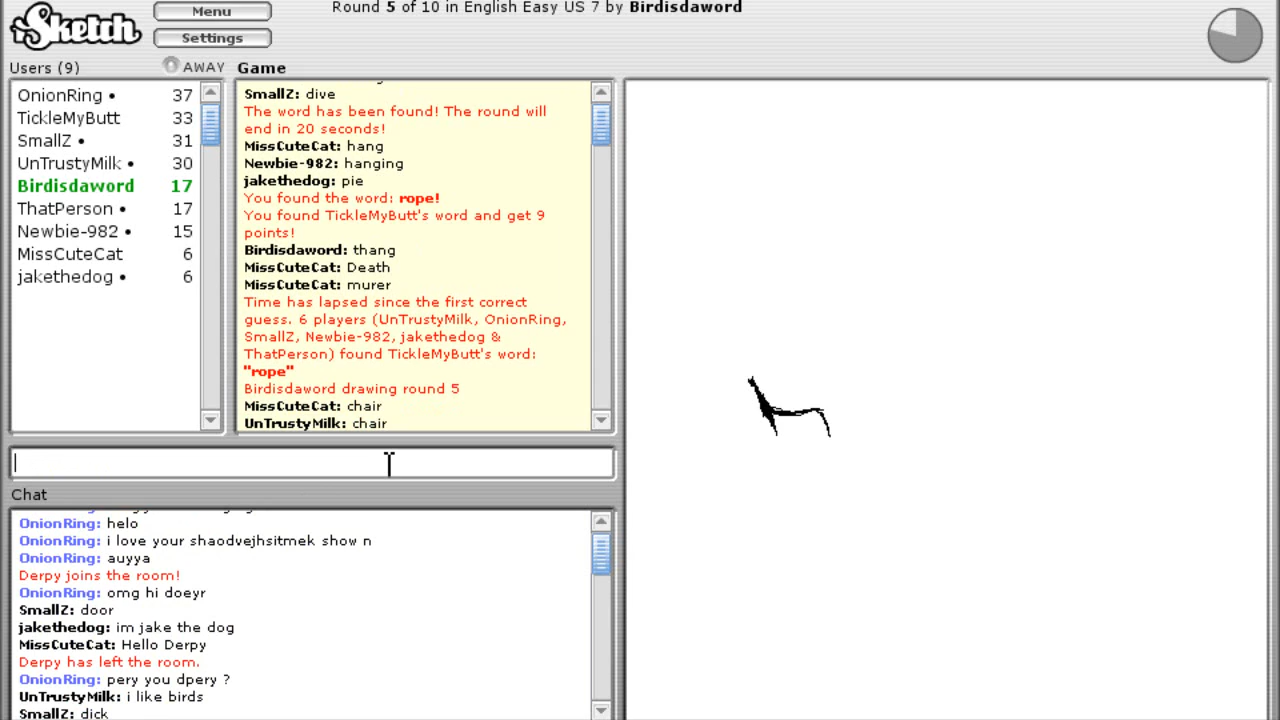 iSketch
Menu
Settings
Round 5 of 10 in English Easy US 7 by Birdisdaword
Users (9)
AWAY
OnionRing • 37
TickleMyButt 33
SmallZ • 31
UnTrustyMilk • 30
Birdisdaword 17
ThatPerson • 17
Newbie-982 • 15
MissCuteCat 6
jakethedog • 6
Game
SmallZ: dive
The word has been found! The round will
end in 20 seconds!
MissCuteCat: hang
Newbie-982: hanging
jakethedog: pie
You found the word: rope!
You found TickleMyButt's word and get 9
points!
Birdisdaword: thang
MissCuteCat: Death
MissCuteCat: murer
Time has lapsed since the first correct
guess. 6 players (UnTrustyMilk, OnionRing,
SmallZ, Newbie-982, jakethedog &
ThatPerson) found TickleMyButt's word:
"rope"
Birdisdaword drawing round 5
MissCuteCat: chair
UnTrustyMilk: chair
Chat
OnionRing: helo
OnionRing: i love your shaodvejhsitmek show n
OnionRing: auyya
Derpy joins the room!
OnionRing: omg hi doeyr
SmallZ: door
jakethedog: im jake the dog
MissCuteCat: Hello Derpy
Derpy has left the room.
OnionRing: pery you dpery ?
UnTrustyMilk: i like birds
SmallZ: dick